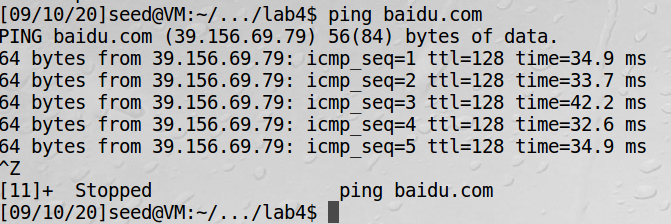 [09/10/20]seed@VM:~/.../lab4$ ping baidu.com
PING baidu.com (39.156.69.79) 56(84) bytes of data.
64 bytes from 39.156.69.79: icmp_seq=1 ttl=128 time=34.9 ms
64 bytes from 39.156.69.79: icmp_seq=2 ttl=128 time=33.7 ms
64 bytes from 39.156.69.79: icmp_seq=3 ttl=128 time=42.2 ms
64 bytes from 39.156.69.79: icmp_seq=4 ttl=128 time=32.6 ms
64 bytes from 39.156.69.79: icmp_seq=5 ttl=128 time=34.9 ms
^Z
[11]+  Stopped                 ping baidu.com
[09/10/20]seed@VM:~/.../lab4$